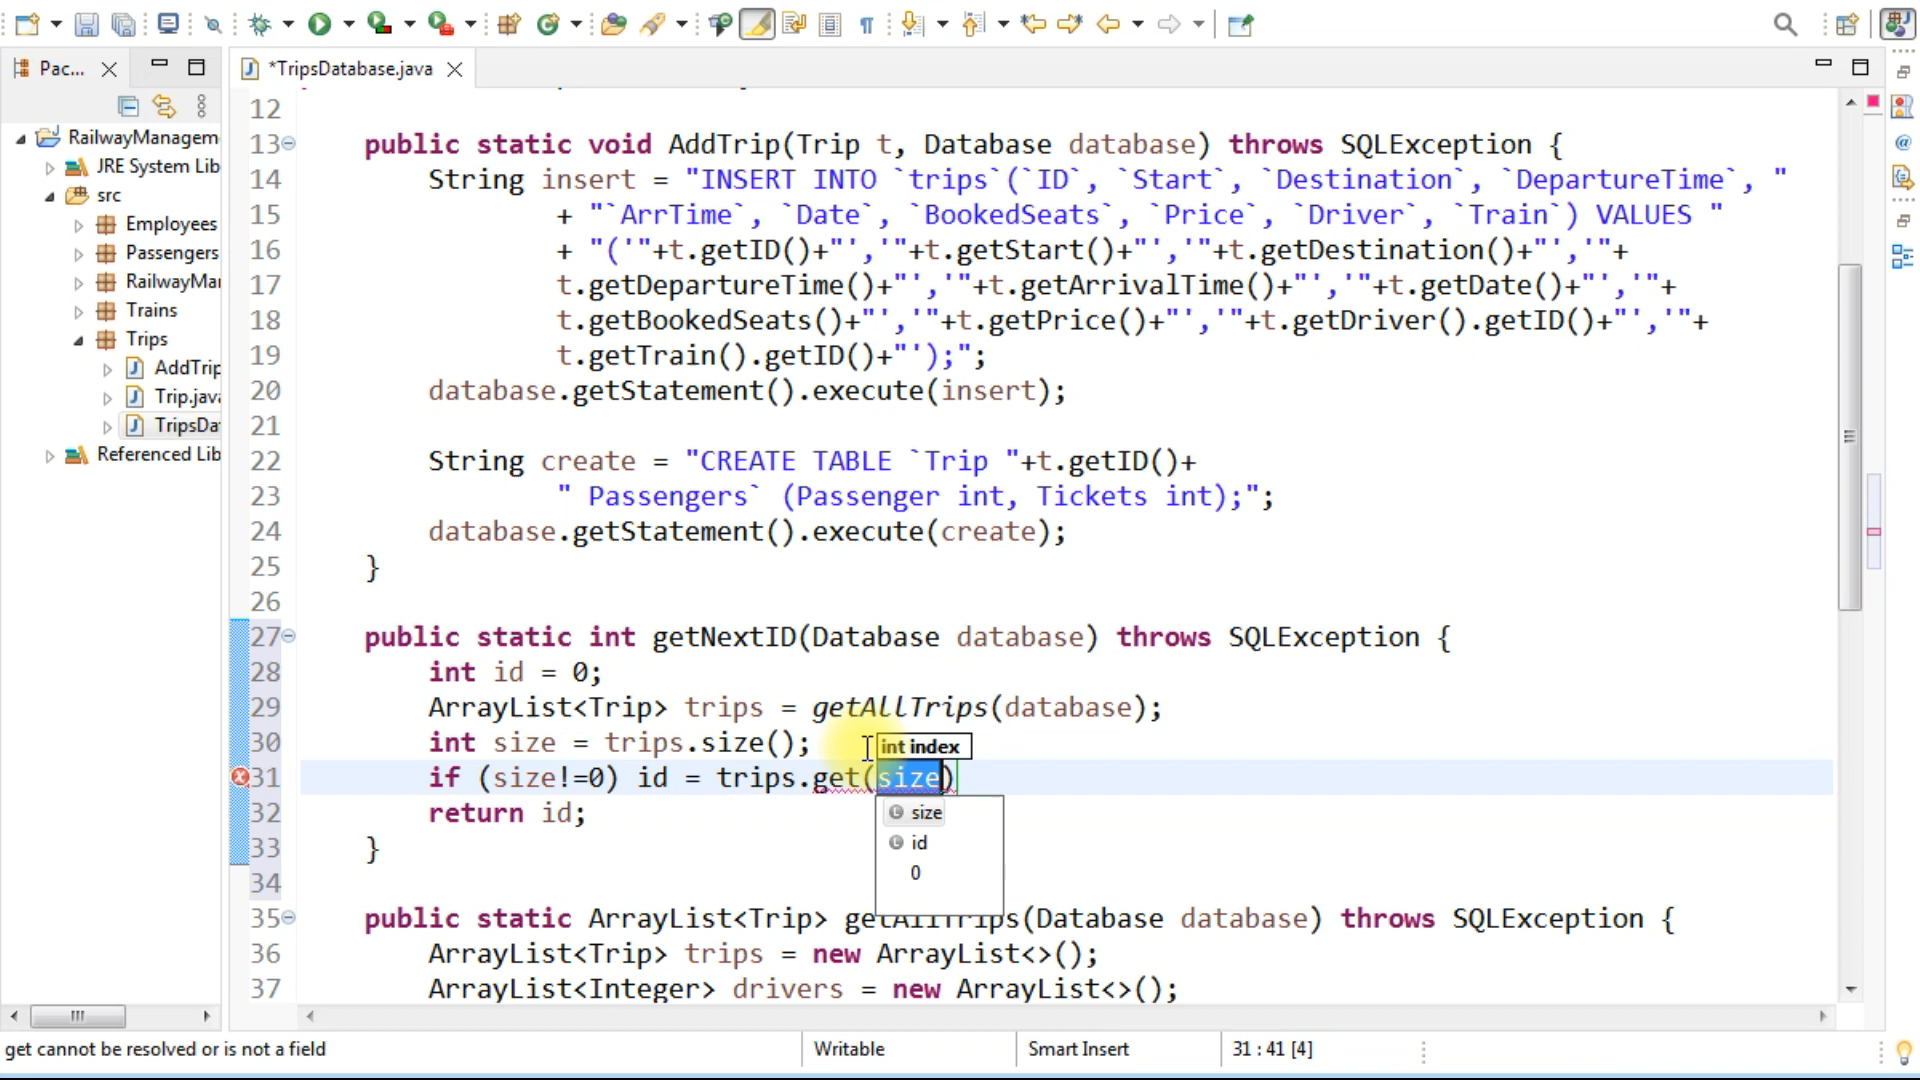 Pac...
*TripsDatabase.java
RailwayManagem
JRE System Lib
src
Employees
Passengers
RailwayMai
Trains
Trips
AddTrip
Trip.java
TripsDa
Referenced Lib
12
13 public static void AddTrip(Trip t, Database database) throws SQLException {
14 String insert = "INSERT INTO `trips`(`ID`, `Start`, `Destination`, `DepartureTime`, "
15 + "`ArrTime`, `Date`, `BookedSeats`, `Price`, `Driver`, `Train`) VALUES "
16 + "('"+t.getID()+"','"+t.getStart()+"','"+t.getDestination()+"','"+
17 t.getDepartureTime()+"','"+t.getArrivalTime()+"','"+t.getDate()+"','"+
18 t.getBookedSeats()+"','"+t.getPrice()+"','"+t.getDriver().getID()+"','"+
19 t.getTrain().getID()+"');";
20 database.getStatement().execute(insert);
21
22 String create = "CREATE TABLE `Trip "+t.getID()+
23 " Passengers` (Passenger int, Tickets int);";
24 database.getStatement().execute(create);
25 }
26
27 public static int getNextID(Database database) throws SQLException {
28 int id = 0;
29 ArrayList<Trip> trips = getAllTrips(database);
30 int size = trips.size();
int index
31 if (size!=0) id = trips.get(size)
size
32 return id;
id
33 }
0
34
35 public static ArrayList<Trip> getAllTrips(Database database) throws SQLException {
36 ArrayList<Trip> trips = new ArrayList<>();
37 ArrayList<Integer> drivers = new ArrayList<>();
get cannot be resolved or is not a field
Writable
Smart Insert
31 : 41 [4]